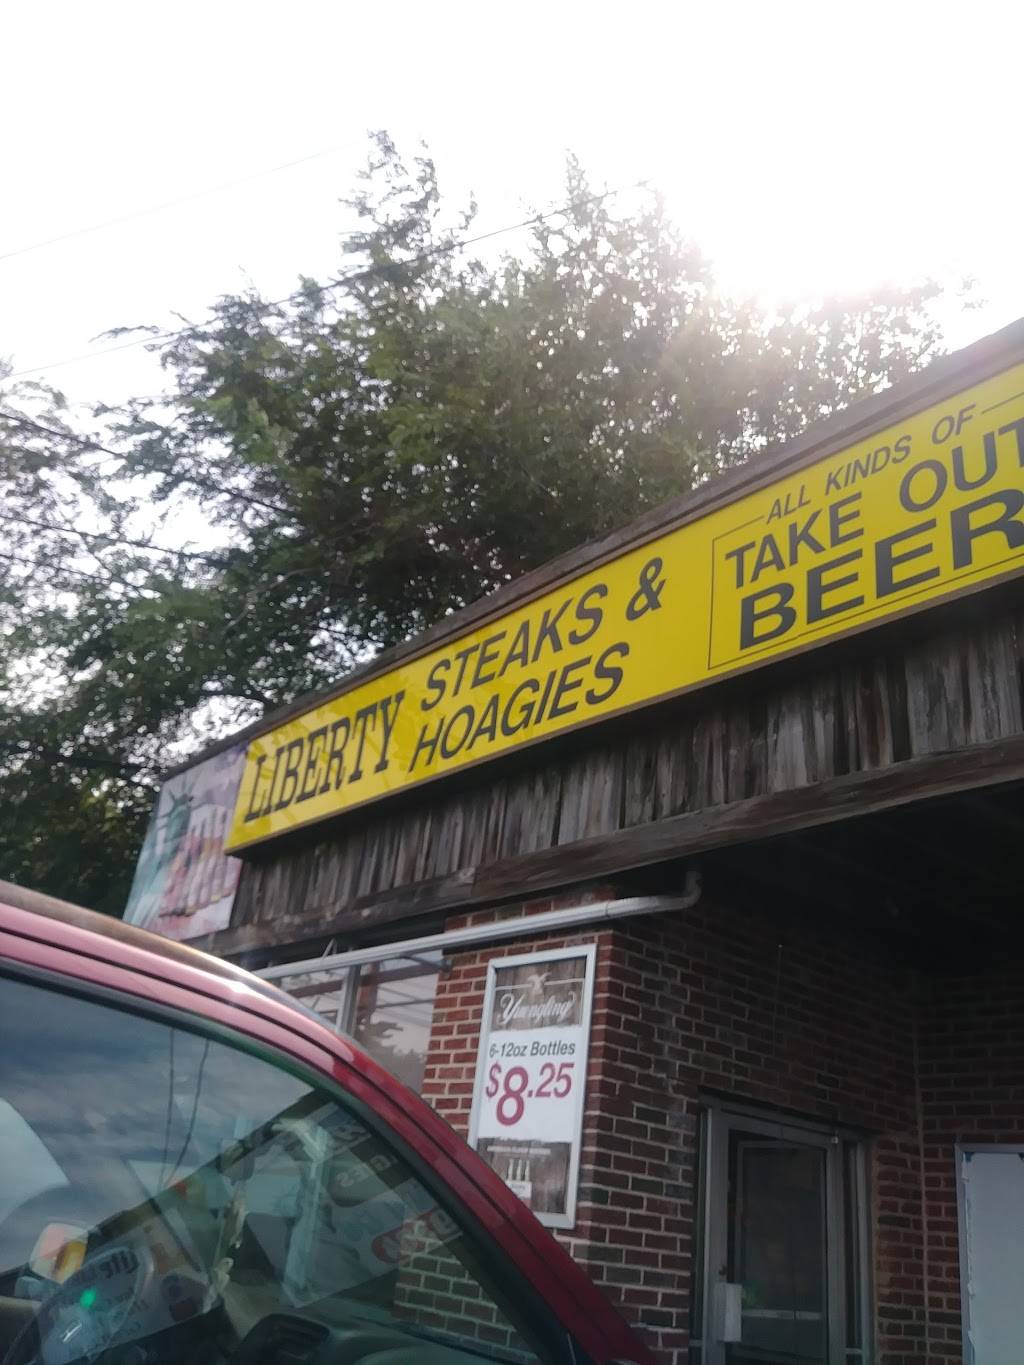 LIBERTY
STEAKS &
HOAGIES
ALL KINDS OF
TAKE OUT
BEER
Yuengling
6-12oz Bottles
$8.25